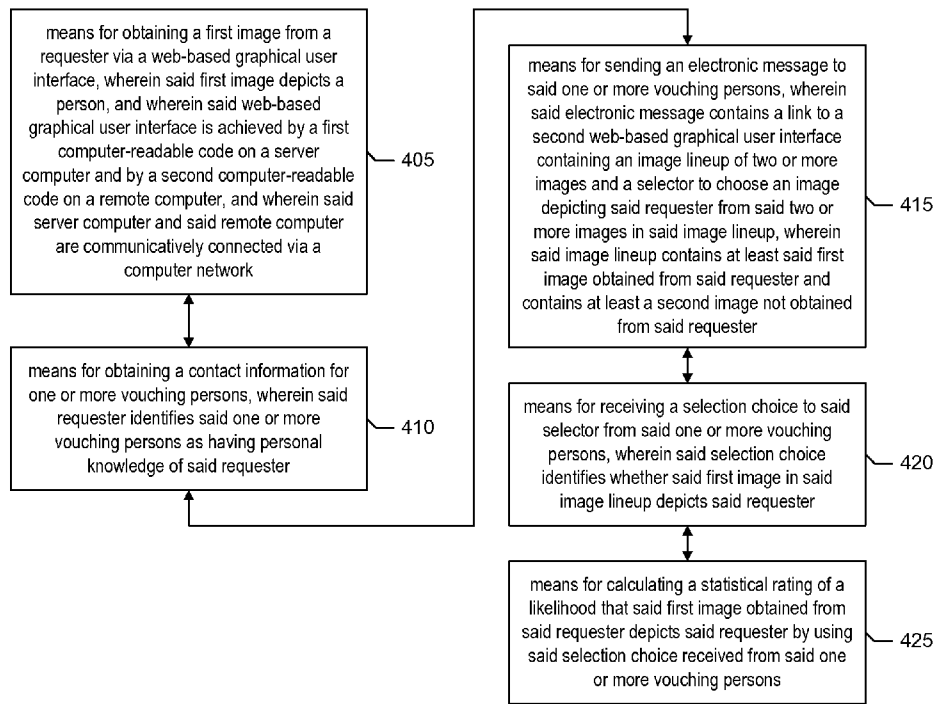 means for obtaining a first image from a
requester via a web-based graphical user
interface, wherein said first image depicts a
person, and wherein said web-based
graphical user interface is achieved by a first
computer-readable code on a server
computer and by a second computer-readable
code on a remote computer, and wherein said
server computer and said remote computer
are communicatively connected via a
computer network
405
means for obtaining a contact information for
one or more vouching persons, wherein said
requester identifies said one or more
vouching persons as having personal
knowledge of said requester
410
means for sending an electronic message to
said one or more vouching persons, wherein
said electronic message contains a link to a
second web-based graphical user interface
containing an image lineup of two or more
images and a selector to choose an image
depicting said requester from said two or
more images in said image lineup, wherein
said image lineup contains at least said first
image obtained from said requester and
contains at least a second image not obtained
from said requester
415
means for receiving a selection choice to said
selector from said one or more vouching
persons, wherein said selection choice
identifies whether said first image in said
image lineup depicts said requester
420
means for calculating a statistical rating of a
likelihood that said first image obtained from
said requester depicts said requester by using
said selection choice received from said one
or more vouching persons
425